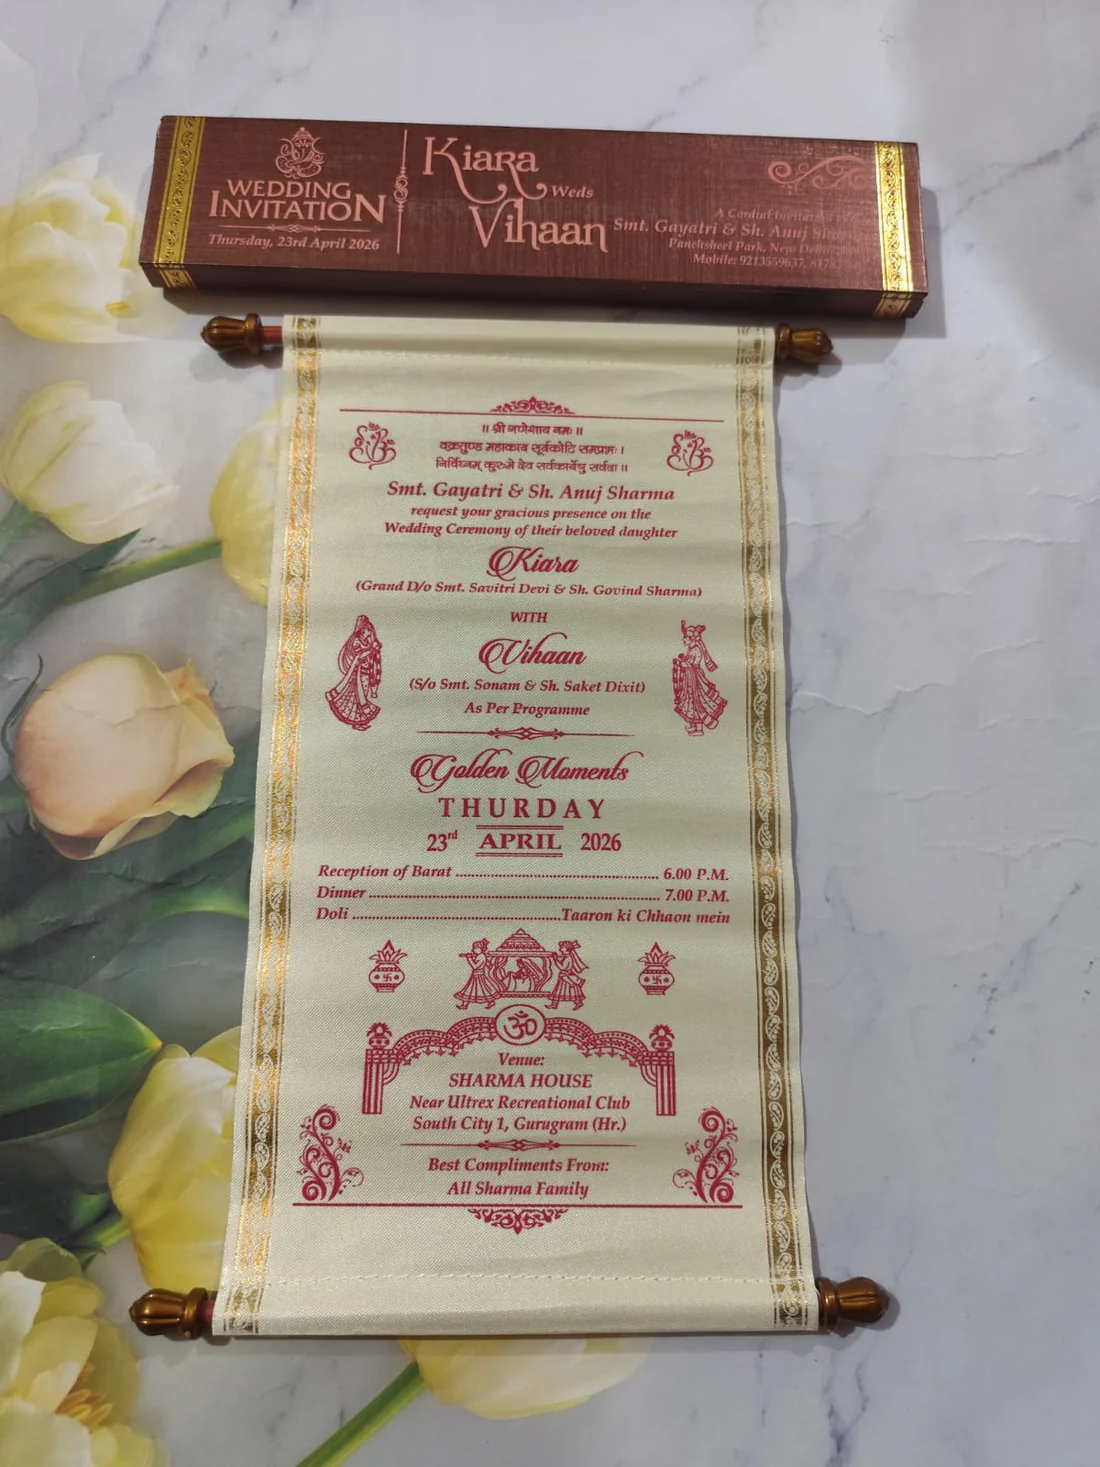 WEDDING
INVITATION
Thursday, 23rd April 2026
Kiara
Weds
Vihaan
A Cordial
Smt. Gayatri & Sh. Anuj
Panchsheel Park, New
Mobile: 9213559637,
॥ श्री गणेशाय नमः ॥
वक्रतुण्ड महाकाय सूर्यकोटि समप्रभः।
निर्विघ्नम् कुरुमे देव सर्वकार्येषु सर्वदा॥
Smt. Gayatri & Sh. Anuj Sharma
request your gracious presence on the
Wedding Ceremony of their beloved daughter
Kiara
(Grand D/o Smt. Savitri Devi & Sh. Govind Sharma)
WITH
Vihaan
(S/o Smt. Sonam & Sh. Saket Dixit)
As Per Programme
Golden Moments
THURDAY
23rd APRIL 2026
Reception of Barat ........................................................ 6.00 P.M.
Dinner ................................................................................ 7.00 P.M.
Doli .........................................................Taaron ki Chhaon mein
ॐ
Venue:
SHARMA HOUSE
Near Ultrex Recreational Club
South City 1, Gurugram (Hr.)
Best Compliments From:
All Sharma Family